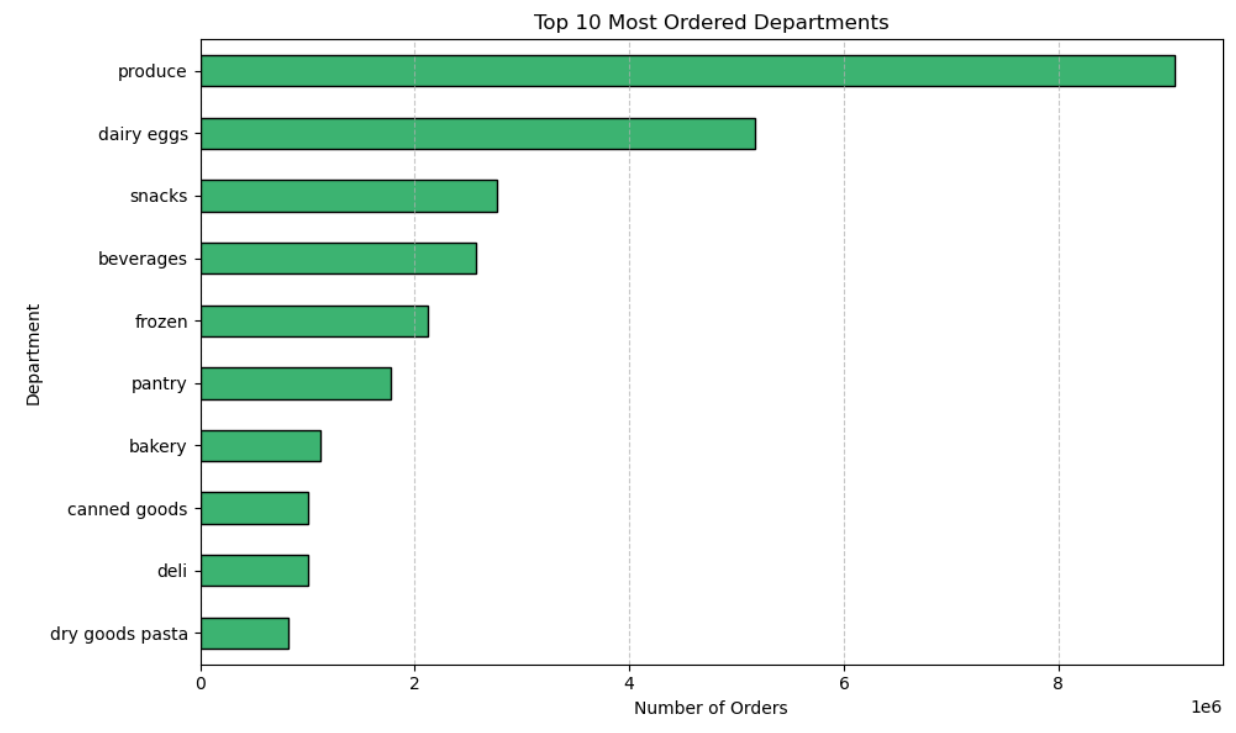 Top 10 Most Ordered Departments
produce
dairy eggs
snacks
beverages
frozen
pantry
bakery
canned goods
deli
dry goods pasta
Department
0 2 4 6 8
Number of Orders
1e6